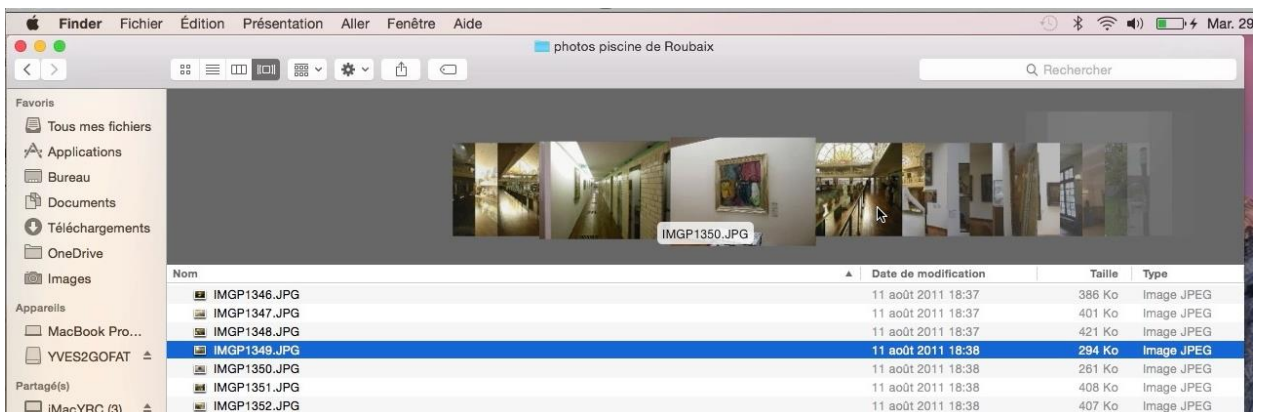 Finder Fichier Édition Présentation Aller Fenêtre Aide Mar. 29
photos piscine de Roubaix
Rechercher
Favoris
Tous mes fichiers
Applications
Bureau
Documents
Téléchargements
OneDrive
Images
Appareils
MacBook Pro...
YVES2GOFAT
Partagé(s)
iMacYRC (3)
IMGP1350.JPG
Nom Date de modification Taille Type
IMGP1346.JPG 11 août 2011 18:37 386 Ko Image JPEG
IMGP1347.JPG 11 août 2011 18:37 401 Ko Image JPEG
IMGP1348.JPG 11 août 2011 18:37 421 Ko Image JPEG
IMGP1349.JPG 11 août 2011 18:38 294 Ko Image JPEG
IMGP1350.JPG 11 août 2011 18:38 261 Ko Image JPEG
IMGP1351.JPG 11 août 2011 18:38 408 Ko Image JPEG
IMGP1352.JPG 11 août 2011 18:38 407 Ko Image JPEG